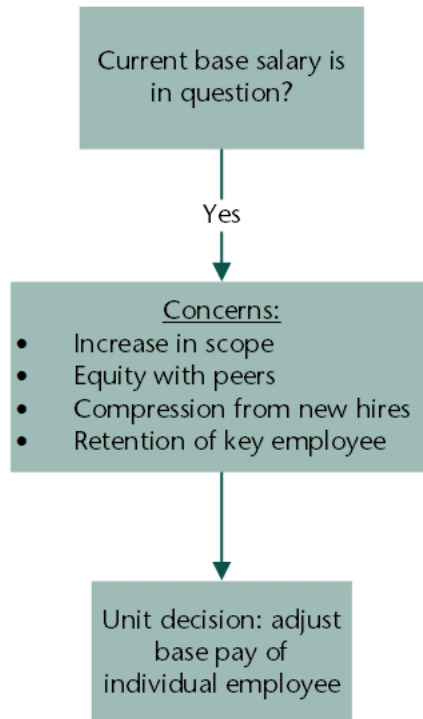 Current base salary is
in question?
Yes
Concerns:
• Increase in scope
• Equity with peers
• Compression from new hires
• Retention of key employee
Unit decision: adjust
base pay of
individual employee